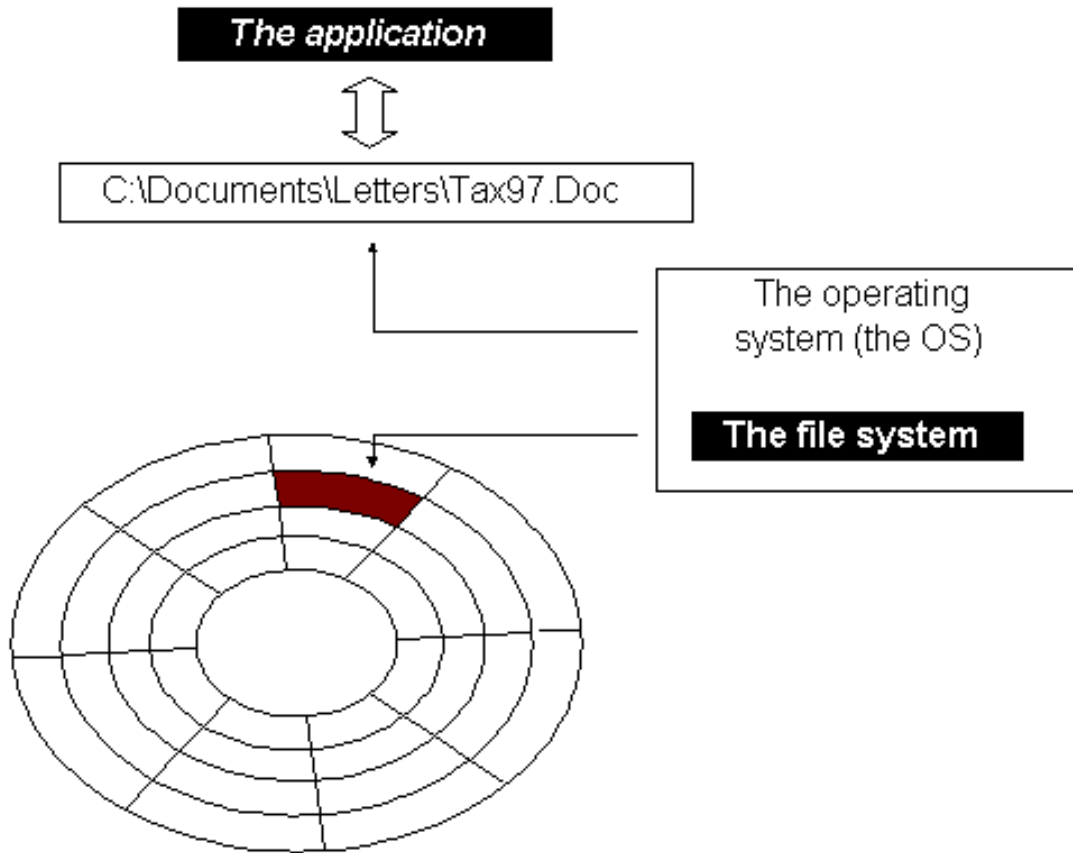 The application
C:\Documents\Letters\Tax97.Doc
The operating
system (the OS)
The file system